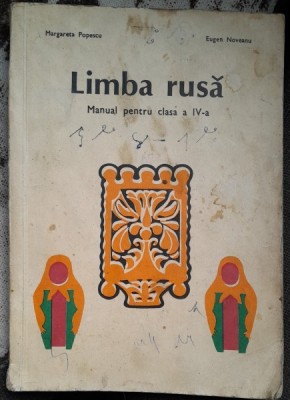 Margareta Popescu
Eugen Noveanu
Limba rusă
Manual pentru clasa a IV-a